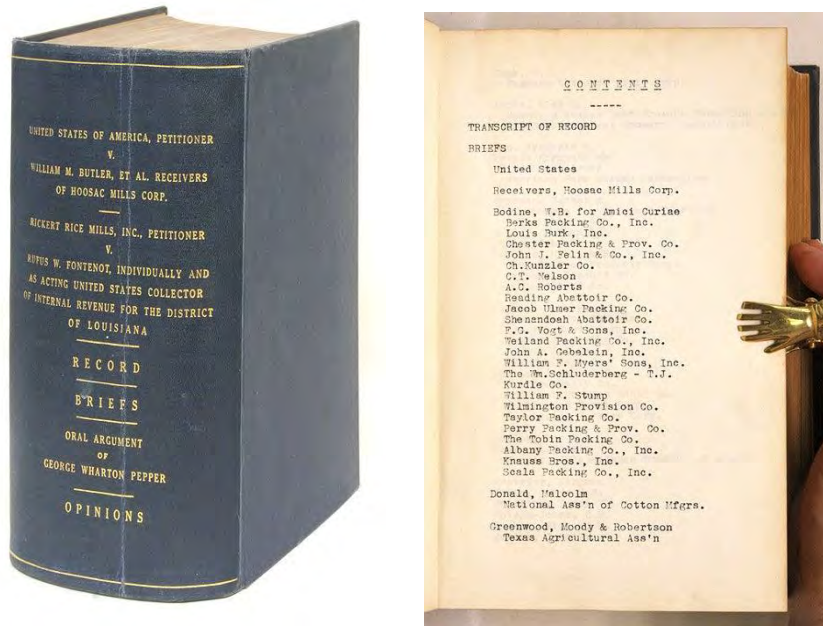 UNITED STATES OF AMERICA, PETITIONER
V.
WILLIAM M. BUTLER, ET AL. RECEIVERS
OF HOOSAC MILLS CORP.
RICKERT RICE MILLS, INC., PETITIONER
V.
RUFUS W. FONTENOT, INDIVIDUALLY AND
AS ACTING UNITED STATES COLLECTOR
OF INTERNAL REVENUE FOR THE DISTRICT
OF LOUISIANA
RECORD
BRIEFS
ORAL ARGUMENT
OF
GEORGE WHARTON PEPPER
OPINIONS
CONTENTS
-----
TRANSCRIPT OF RECORD
BRIEFS
United States
Receivers, Hoosac Mills Corp.
Bodine, W.B. for Amici Curiae
Berks Packing Co., Inc.
Louis Burk, Inc.
Chester Packing & Prov. Co.
John J. Felin & Co., Inc.
Ch.Kunzler Co.
C.T. Nelson
A.C. Roberts
Reading Abattoir Co.
Jacob Ulmer Packing Co.
Shenandoah Abattoir Co.
F.G. Vogt & Sons, Inc.
Weiland Packing Co., Inc.
John A. Gebelein, Inc.
William F. Myers' Sons, Inc.
The Wm.Schluderberg - T.J.
Kurdle Co.
William F. Stump
Wilmington Provision Co.
Taylor Packing Co.
Perry Packing & Prov. Co.
The Tobin Packing Co.
Albany Packing Co., Inc.
Knauss Bros., Inc.
Scala Packing Co., Inc.
Donald, Malcolm
National Ass'n of Cotton Mfgrs.
Greenwood, Moody & Robertson
Texas Agricultural Ass'n